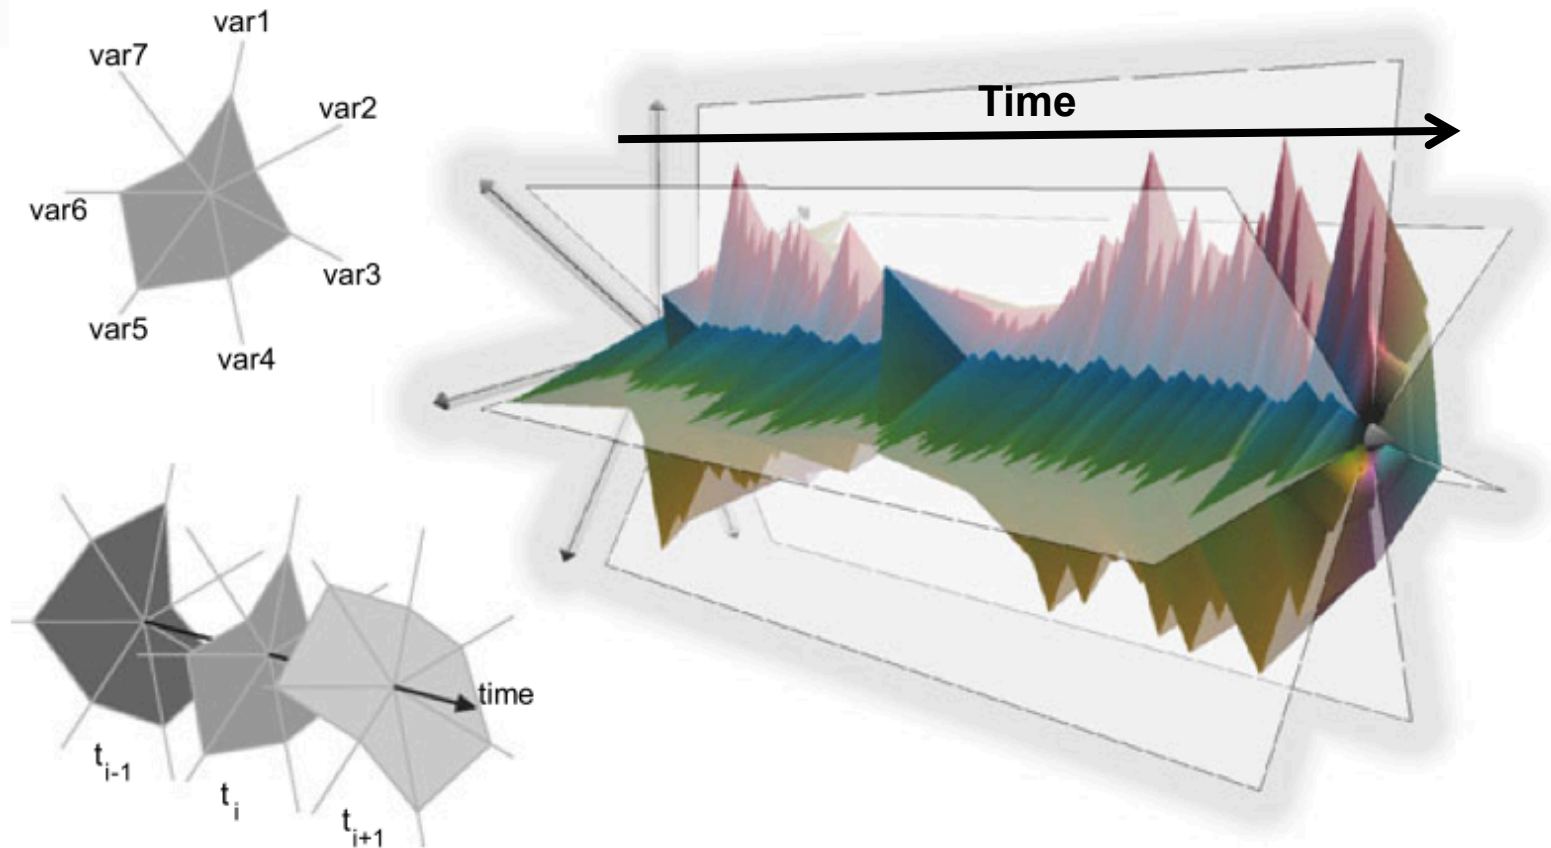 var1
var7
var2
var6
var3
var5
var4
Time
time
t i-1
t i
t i+1